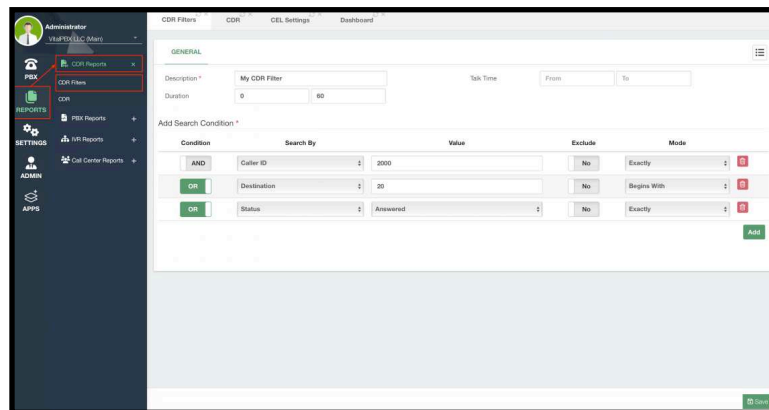 Administrator
VitalPBX LLC (Main)
PBX
REPORTS
SETTINGS
ADMIN
APPS
CDR Reports ×
CDR Filters
CDR
PBX Reports +
IVR Reports +
Call Center Reports +
CDR Filters CDR CEL Settings Dashboard
GENERAL
Description * My CDR Filter Talk Time From To
Duration 0 60
Add Search Condition *
Condition Search By Value Exclude Mode
AND Caller ID 2000 No Exactly
OR Destination 20 No Begins With
OR Status Answered No Exactly
Add
Save